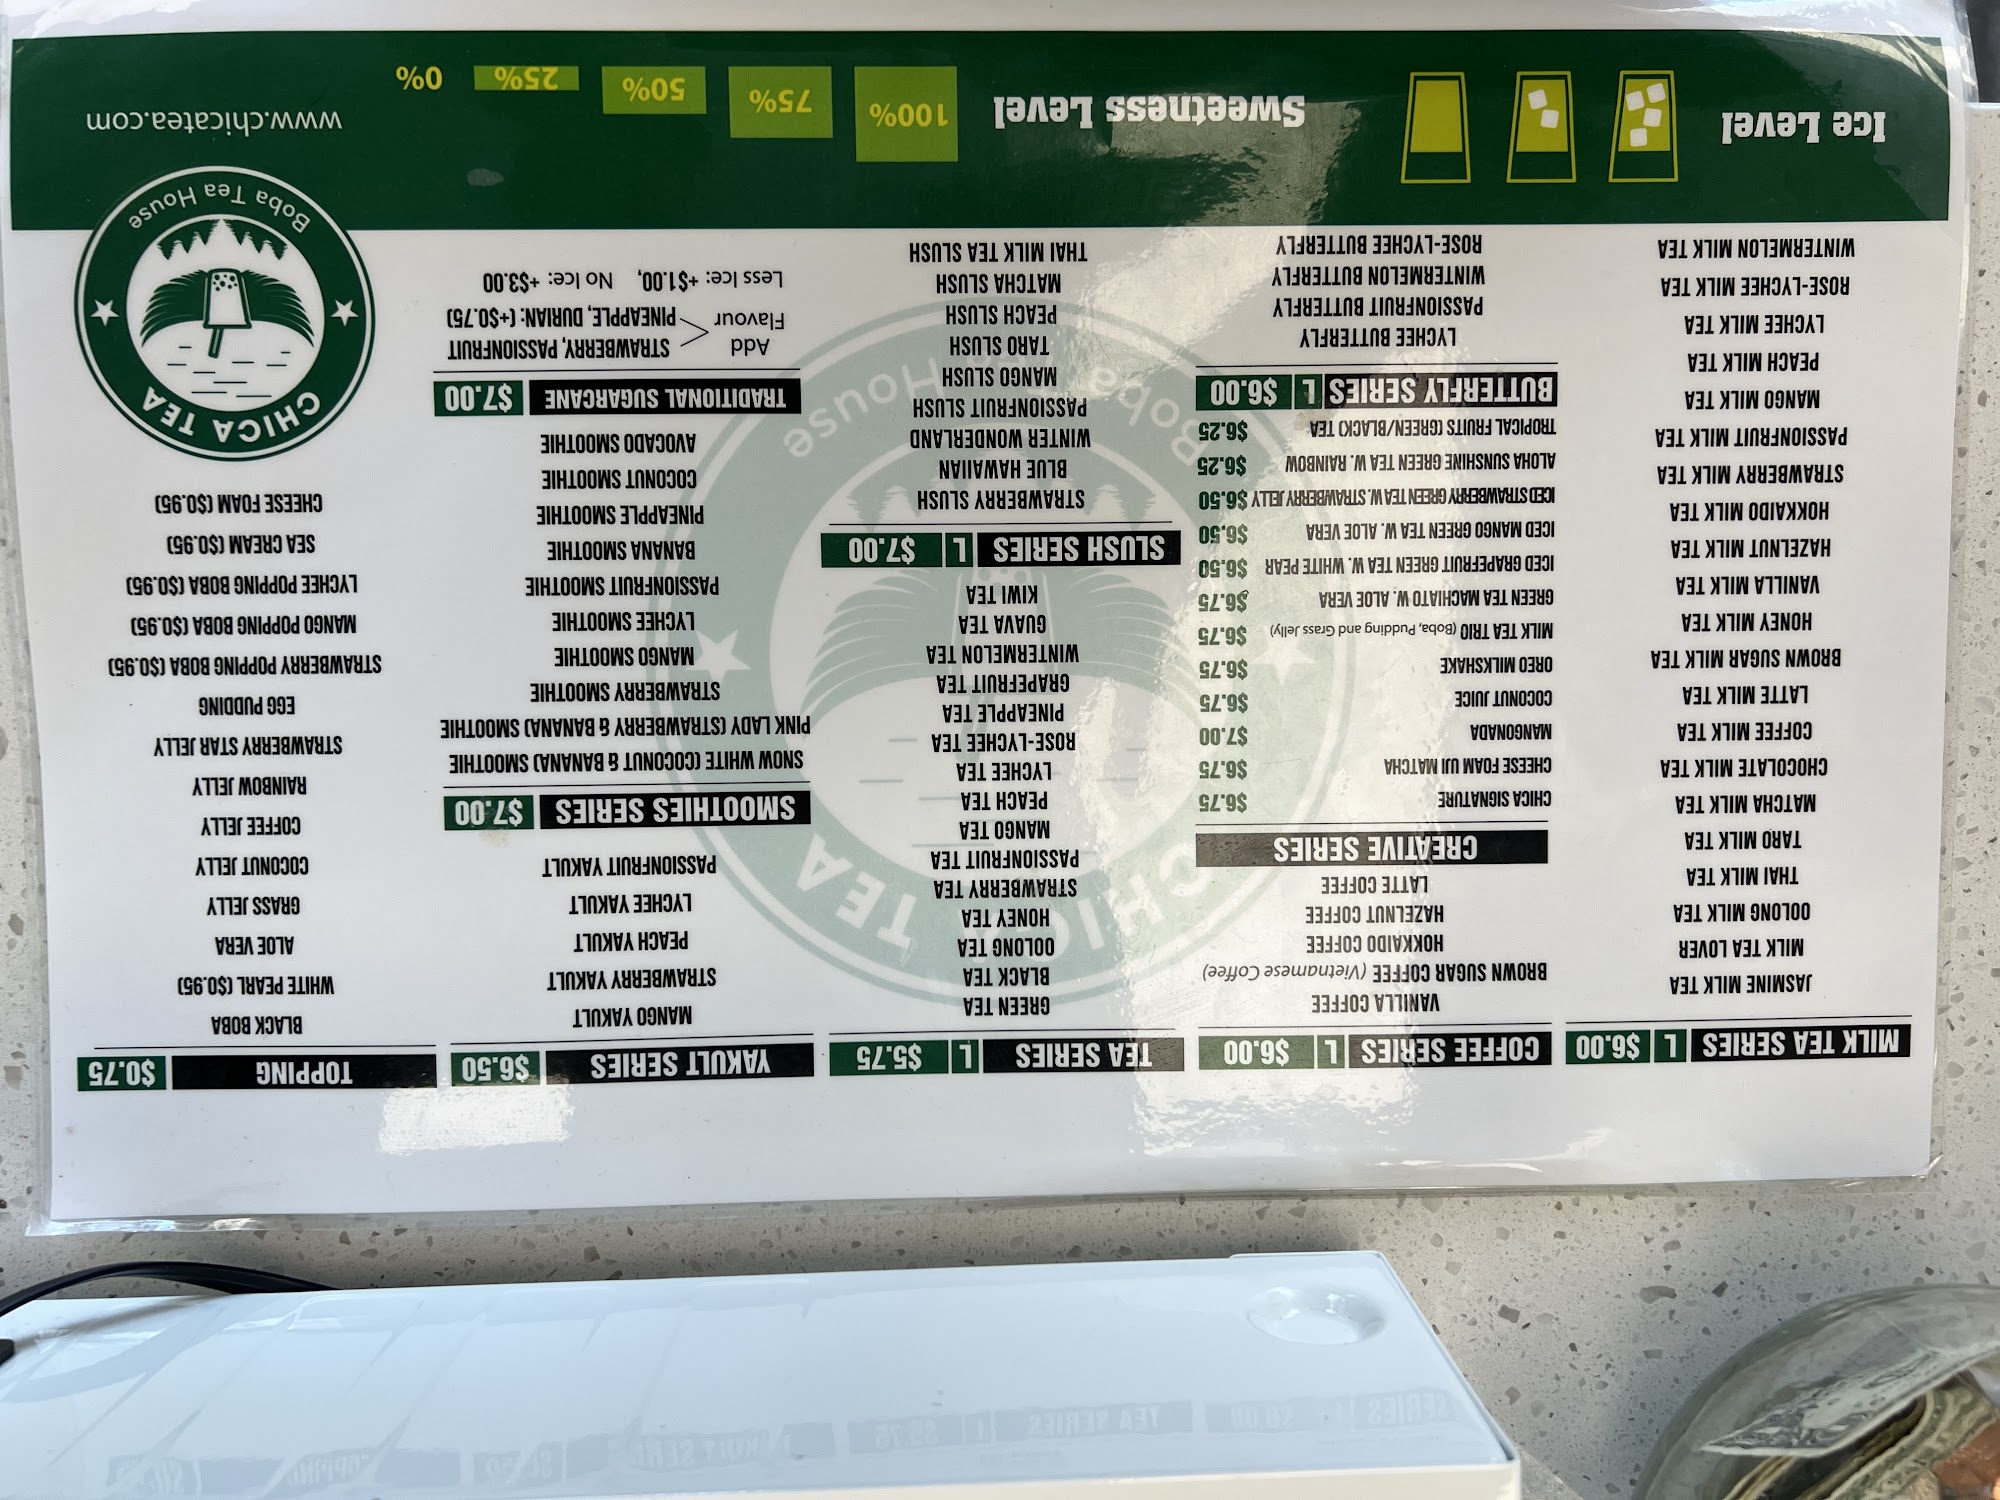 MILK TEA SERIES L $6.00
JASMINE MILK TEA
MILK TEA LOVER
OOLONG MILK TEA
THAI MILK TEA
TARO MILK TEA
MATCHA MILK TEA
CHOCOLATE MILK TEA
COFFEE MILK TEA
LATTE MILK TEA
BROWN SUGAR MILK TEA
HONEY MILK TEA
VANILLA MILK TEA
HAZELNUT MILK TEA
HOKKAIDO MILK TEA
STRAWBERRY MILK TEA
PASSIONFRUIT MILK TEA
MANGO MILK TEA
PEACH MILK TEA
LYCHEE MILK TEA
ROSE-LYCHEE MILK TEA
WINTERMELON MILK TEA
COFFEE SERIES L $6.00
VANILLA COFFEE
BROWN SUGAR COFFEE (Vietnamese Coffee)
HOKKAIDO COFFEE
HAZELNUT COFFEE
LATTE COFFEE
CREATIVE SERIES
CHICA SIGNATURE $6.75
CHEESE FOAM UJI MATCHA $6.75
MANGONADA $7.00
COCONUT JUICE $6.75
OREO MILKSHAKE $6.75
MILK TEA TRIO (Boba, Pudding and Grass Jelly) $6.75
GREEN TEA MACHIATO W. ALOE VERA $6.75
ICED GRAPEFRUIT GREEN TEA W. WHITE PEAR $6.50
ICED MANGO GREEN TEA W. ALOE VERA $6.50
ICED STRAWBERRY GREEN TEA W. STRAWBERRY JELLY $6.50
ALOHA SUNSHINE GREEN TEA W. RAINBOW $6.25
TROPICAL FRUITS (GREEN/BLACK) TEA $6.25
BUTTERFLY SERIES L $6.00
LYCHEE BUTTERFLY
PASSIONFRUIT BUTTERFLY
WINTERMELON BUTTERFLY
ROSE-LYCHEE BUTTERFLY
TEA SERIES L $5.75
GREEN TEA
BLACK TEA
OOLONG TEA
HONEY TEA
STRAWBERRY TEA
PASSIONFRUIT TEA
MANGO TEA
PEACH TEA
LYCHEE TEA
ROSE-LYCHEE TEA
PINEAPPLE TEA
GRAPEFRUIT TEA
WINTERMELON TEA
GUAVA TEA
KIWI TEA
SLUSH SERIES L $7.00
STRAWBERRY SLUSH
BLUE HAWAIIAN
WINTER WONDERLAND
PASSIONFRUIT SLUSH
MANGO SLUSH
TARO SLUSH
PEACH SLUSH
MATCHA SLUSH
THAI MILK TEA SLUSH
YAKULT SERIES $6.50
MANGO YAKULT
STRAWBERRY YAKULT
PEACH YAKULT
LYCHEE YAKULT
PASSIONFRUIT YAKULT
SMOOTHIES SERIES $7.00
SNOW WHITE (COCONUT & BANANA) SMOOTHIE
PINK LADY (STRAWBERRY & BANANA) SMOOTHIE
STRAWBERRY SMOOTHIE
MANGO SMOOTHIE
LYCHEE SMOOTHIE
PASSIONFRUIT SMOOTHIE
BANANA SMOOTHIE
PINEAPPLE SMOOTHIE
COCONUT SMOOTHIE
AVOCADO SMOOTHIE
TRADITIONAL SUGARCANE $7.00
Add Flavour
STRAWBERRY, PASSIONFRUIT
PINEAPPLE, DURIAN: (+$0.75)
Less Ice: +$1.00, No Ice: +$3.00
TOPPING $0.75
BLACK BOBA
WHITE PEARL ($0.95)
ALOE VERA
GRASS JELLY
COCONUT JELLY
COFFEE JELLY
RAINBOW JELLY
STRAWBERRY STAR JELLY
EGG PUDDING
STRAWBERRY POPPING BOBA ($0.95)
MANGO POPPING BOBA ($0.95)
LYCHEE POPPING BOBA ($0.95)
SEA CREAM ($0.95)
CHEESE FOAM ($0.95)
CHICA TEA
Boba Tea House
CHICA TEA
Boba Tea House
Ice Level
Sweetness Level
100% 75% 50% 25% 0%
www.chicatea.com